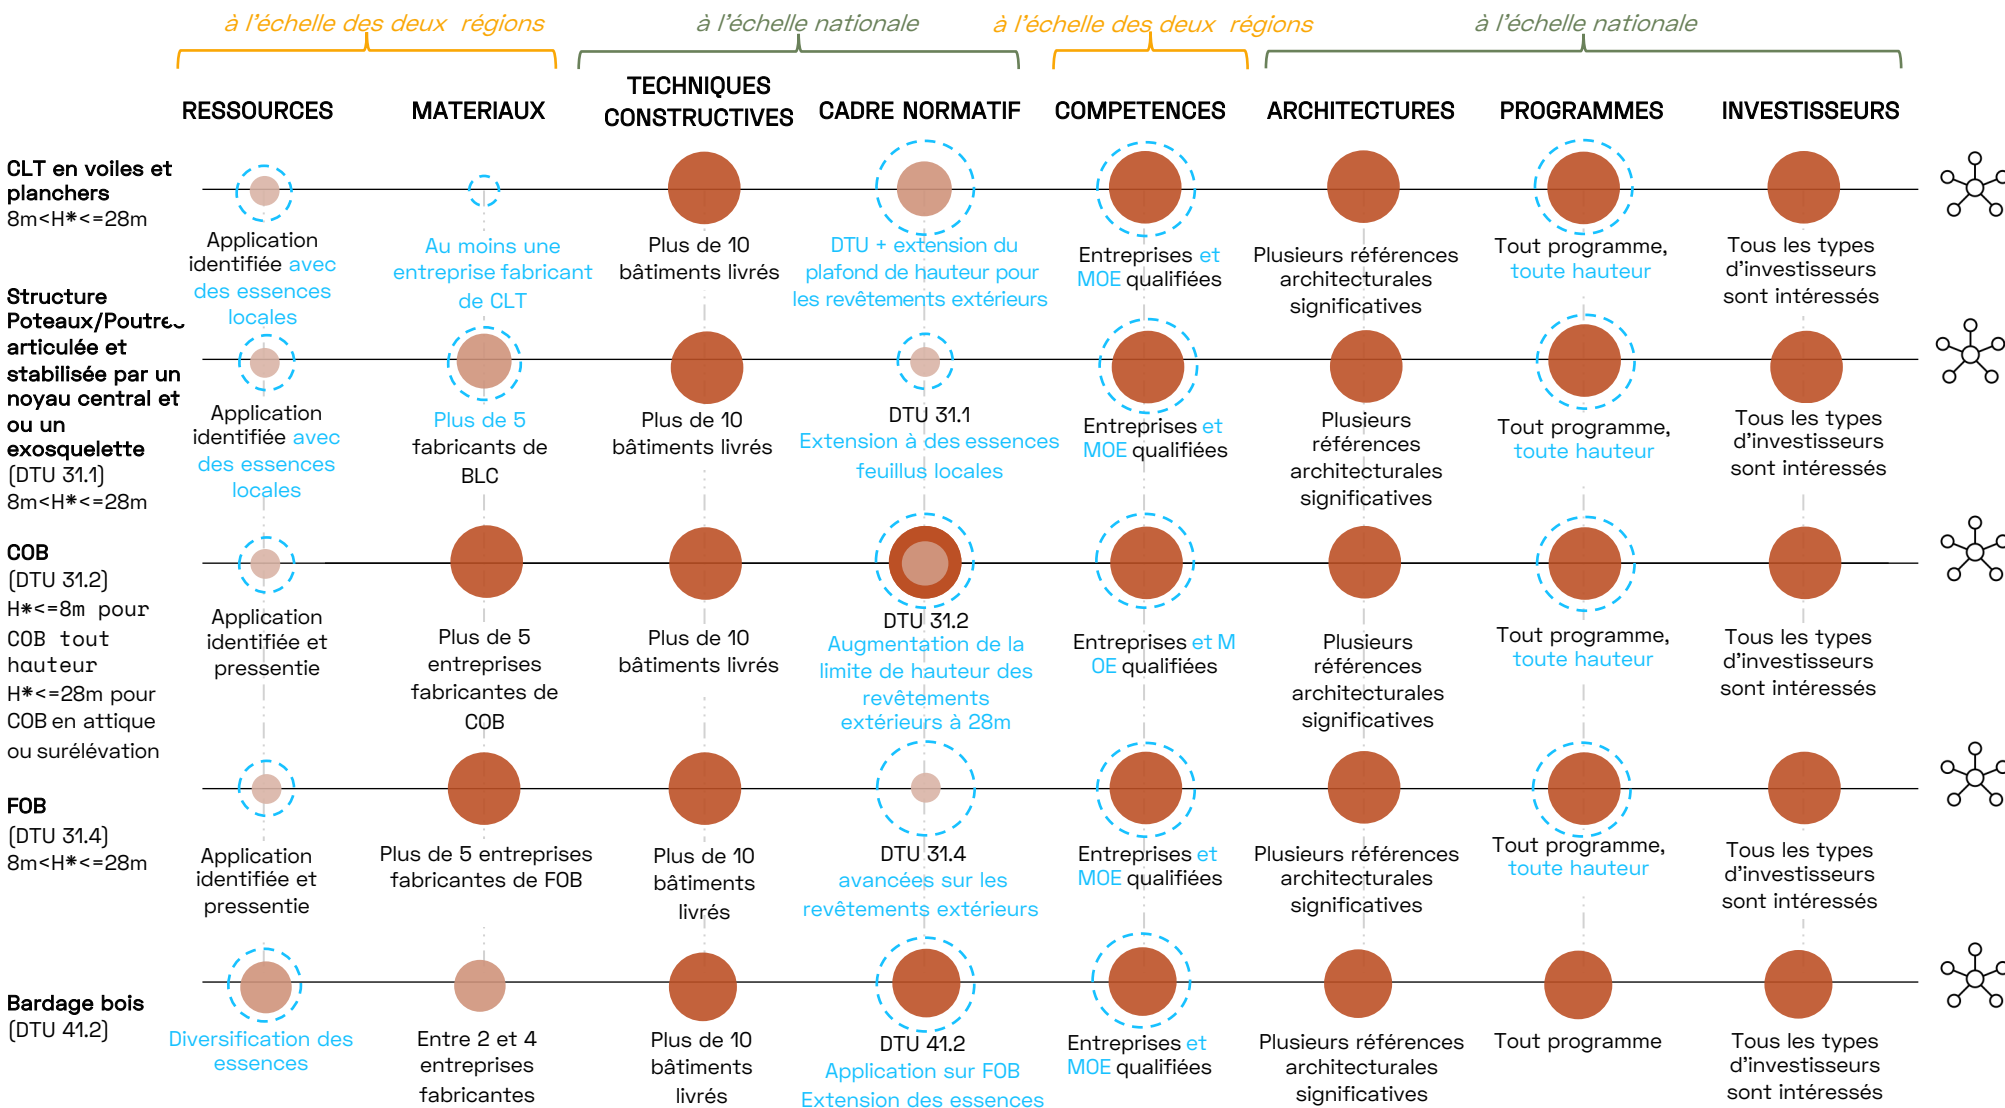 à l'échelle des deux  régions
à l'échelle nationale
à l'échelle des deux  régions
à l'échelle nationale
RESSOURCES
MATERIAUX
TECHNIQUES
CONSTRUCTIVES
CADRE NORMATIF
COMPETENCES
ARCHITECTURES
PROGRAMMES
INVESTISSEURS
CLT en voiles et
planchers
8m<H*<=28m
Application
identifiée avec
des essences
locales
Au moins une
entreprise fabricant
de CLT
Plus de 10
bâtiments livrés
DTU + extension du
plafond de hauteur pour
les revêtements extérieurs
Entreprises et
MOE qualifiées
Plusieurs références
architecturales
significatives
Tout programme,
toute hauteur
Tous les types
d'investisseurs
sont intéressés
Structure
Poteaux/Poutres
articulée et
stabilisée par un
noyau central et
ou un
exosquelette
(DTU 31.1)
8m<H*<=28m
Application
identifiée avec
des essences
locales
Plus de 5
fabricants de
BLC
Plus de 10
bâtiments livrés
DTU 31.1
Extension à des essences
feuillus locales
Entreprises et
MOE qualifiées
Plusieurs
références
architecturales
significatives
Tout programme,
toute hauteur
Tous les types
d'investisseurs
sont intéressés
COB
(DTU 31.2)
H*<=8m pour
COB tout
hauteur
H*<=28m pour
COB en attique
ou surélévation
Application
identifiée et
pressentie
Plus de 5
entreprises
fabricantes de
COB
Plus de 10
bâtiments livrés
DTU 31.2
Augmentation de la
limite de hauteur des
revêtements
extérieurs à 28m
Entreprises et M
OE qualifiées
Plusieurs
références
architecturales
significatives
Tout programme,
toute hauteur
Tous les types
d'investisseurs
sont intéressés
FOB
(DTU 31.4)
8m<H*<=28m
Application
identifiée et
pressentie
Plus de 5 entreprises
fabricantes de FOB
Plus de 10
bâtiments
livrés
DTU 31.4
avancées sur les
revêtements extérieurs
Entreprises et
MOE qualifiées
Plusieurs références
architecturales
significatives
Tout programme,
toute hauteur
Tous les types
d'investisseurs
sont intéressés
Bardage bois
(DTU 41.2)
Diversification des
essences
Entre 2 et 4
entreprises
fabricantes
Plus de 10
bâtiments
livrés
DTU 41.2
Application sur FOB
Extension des essences
Entreprises et
MOE qualifiées
Plusieurs références
architecturales
significatives
Tout programme
Tous les types
d'investisseurs
sont intéressés